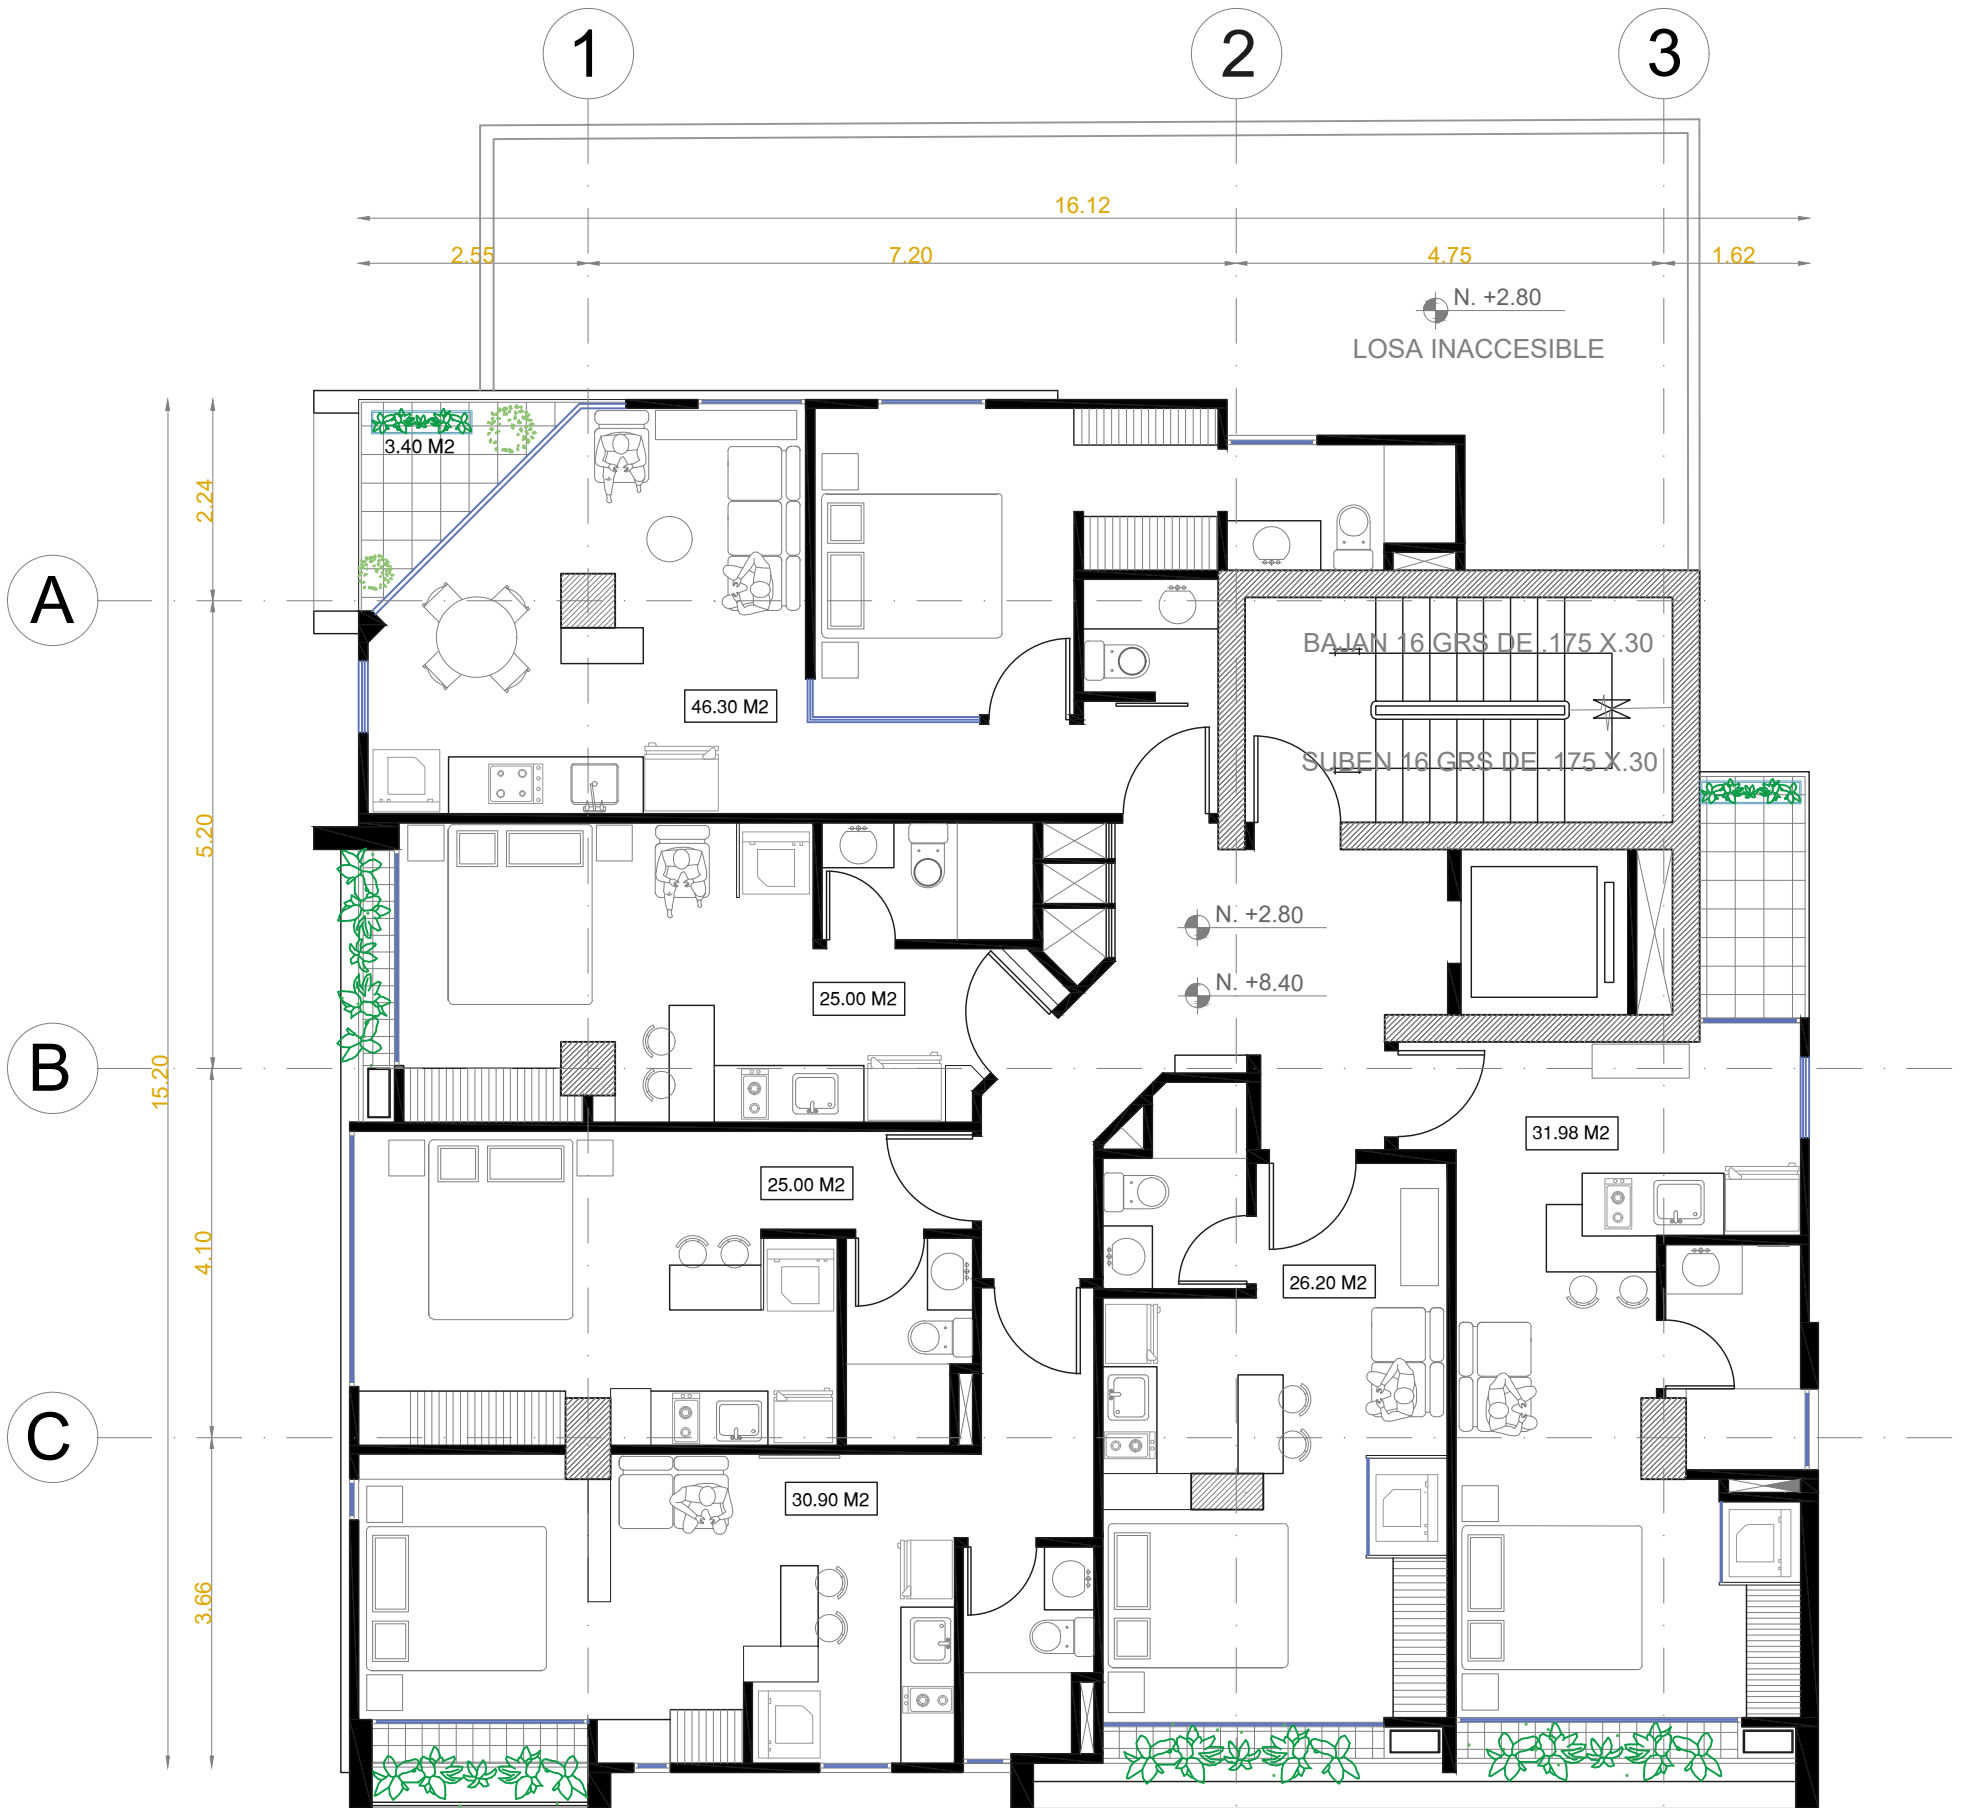 1
2
3
16.12
2.55
7.20
4.75
1.62
N. +2.80
LOSA INACCESIBLE
3.40 M2
2.24
A
BAJAN 16 GRS DE .175 X.30
46.30 M2
SUBEN 16 GRS DE .175 X.30
5.20
N. +2.80
N. +8.40
25.00 M2
B
15.20
31.98 M2
25.00 M2
4.10
26.20 M2
C
30.90 M2
3.66